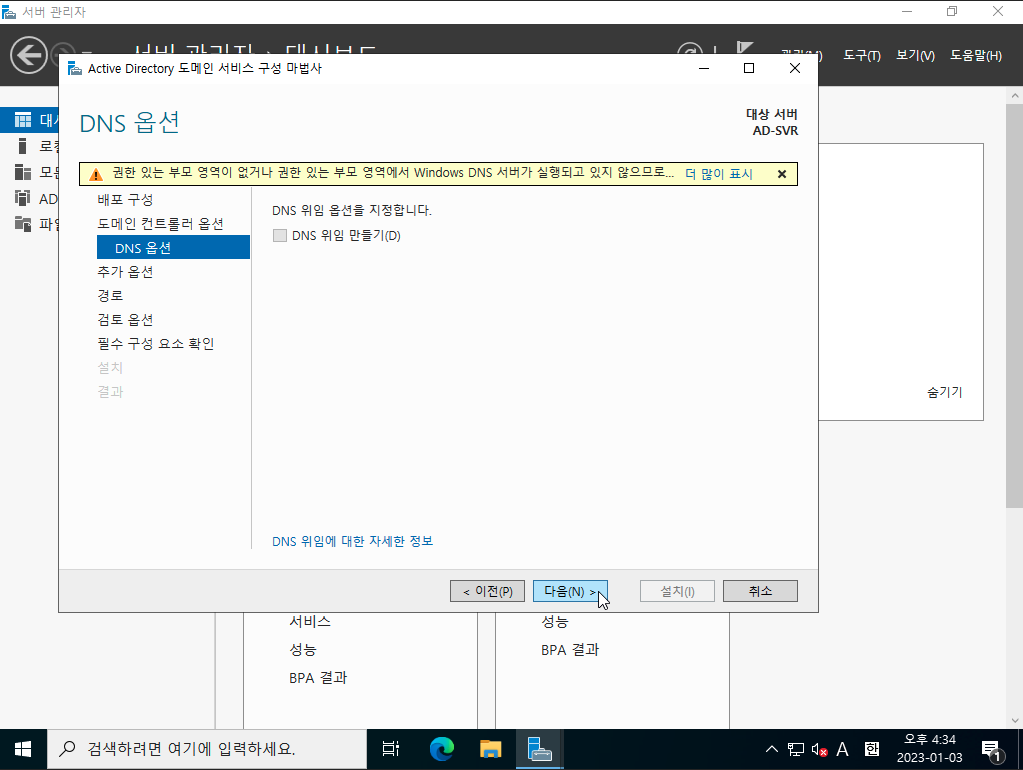 서버 관리자
서버 관리자 · 대시보드
관리(M) 도구(T) 보기(V) 도움말(H)
Active Directory 도메인 서비스 구성 마법사
DNS 옵션
대상 서버
AD-SVR
권한 있는 부모 영역이 없거나 권한 있는 부모 영역에서 Windows DNS 서버가 실행되고 있지 않으므로... 더 많이 표시
대시
로컬
모든
AD
파일
배포 구성
도메인 컨트롤러 옵션
DNS 옵션
추가 옵션
경로
검토 옵션
필수 구성 요소 확인
설치
결과
DNS 위임 옵션을 지정합니다.
DNS 위임 만들기(D)
숨기기
DNS 위임에 대한 자세한 정보
< 이전(P) 다음(N) > 설치(I) 취소
서비스
성능
BPA 결과
성능
BPA 결과
검색하려면 여기에 입력하세요.
A 한
오후 4:34
2023-01-03
1